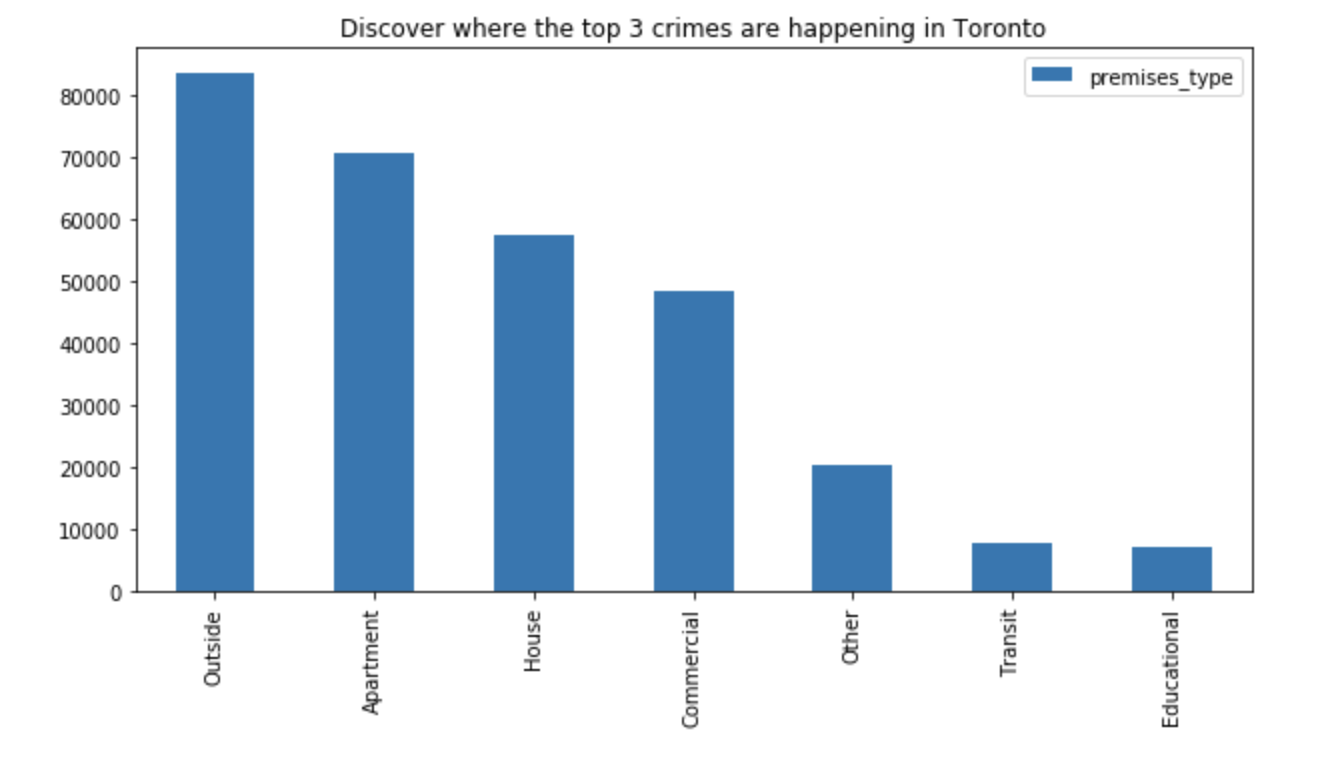 Discover where the top 3 crimes are happening in Toronto
premises_type
80000
70000
60000
50000
40000
30000
20000
10000
0
Outside
Apartment
House
Commercial
Other
Transit
Educational